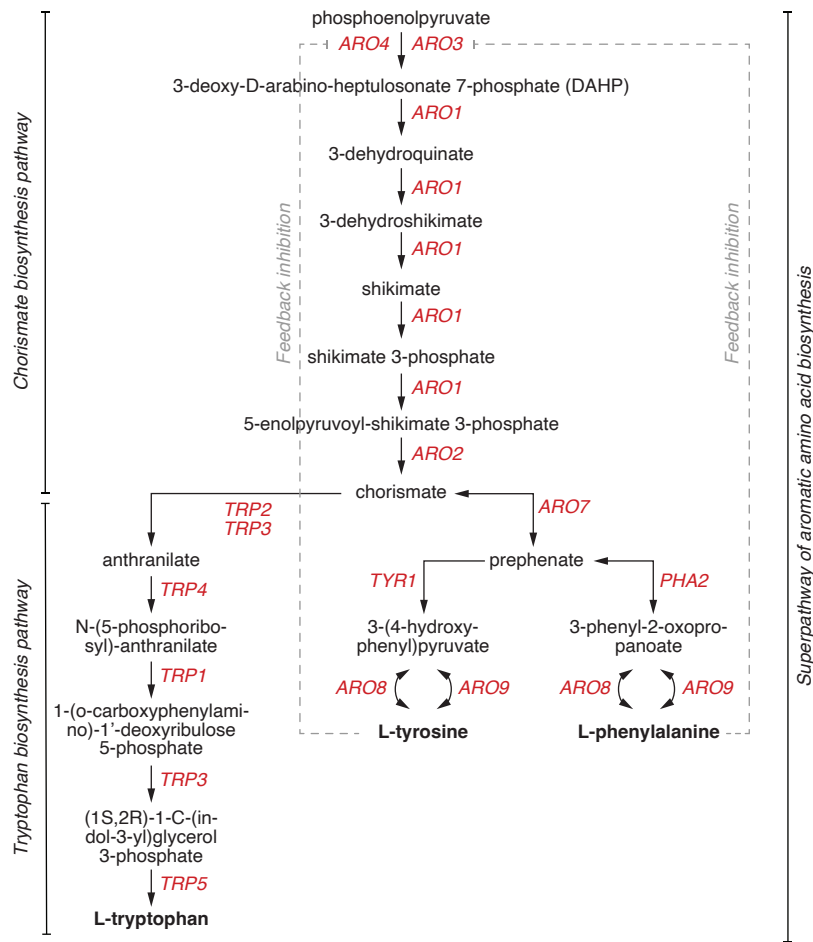 phosphoenolpyruvate
ARO4
ARO3
3-deoxy-D-arabino-heptulosonate 7-phosphate (DAHP)
ARO1
3-dehydroquinate
ARO1
3-dehydroshikimate
ARO1
shikimate
ARO1
shikimate 3-phosphate
ARO1
5-enolpyruvoyl-shikimate 3-phosphate
ARO2
chorismate
Feedback inhibition
Feedback inhibition
Chorismate biosynthesis pathway
Superpathway of aromatic amino acid biosynthesis
TRP2
TRP3
ARO7
anthranilate
TRP4
N-(5-phosphoribo-
syl)-anthranilate
TRP1
1-(o-carboxyphenylami-
no)-1'-deoxyribulose
5-phosphate
TRP3
(1S,2R)-1-C-(in-
dol-3-yl)glycerol
3-phosphate
TRP5
L-tryptophan
Tryptophan biosynthesis pathway
prephenate
TYR1
PHA2
3-(4-hydroxy-
phenyl)pyruvate
ARO8
ARO9
L-tyrosine
3-phenyl-2-oxopro-
panoate
ARO8
ARO9
L-phenylalanine